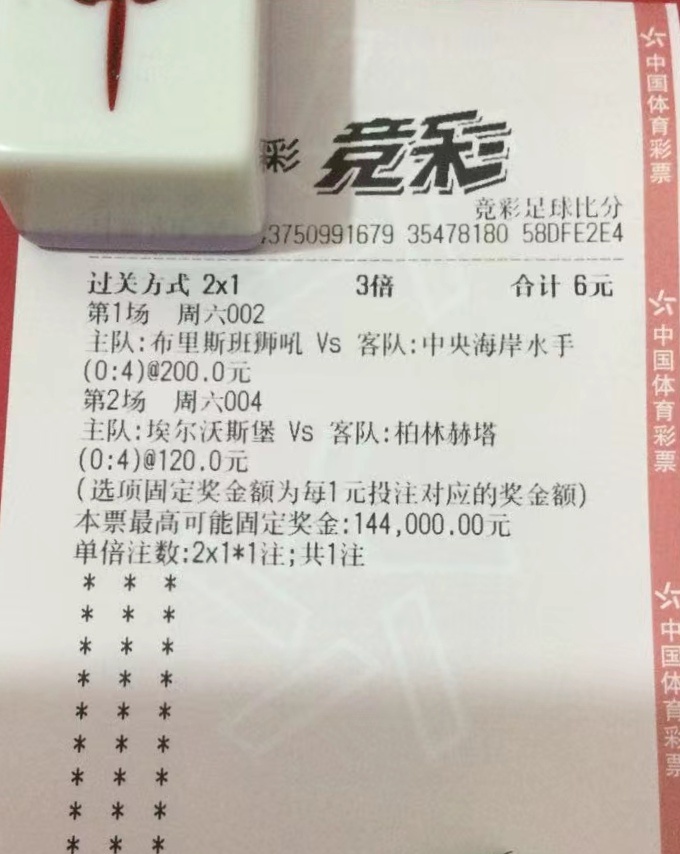 彩 竞彩
竞彩足球比分
3750991679 35478180 58DFE2E4
过关方式 2x1 3倍 合计 6元
第1场 周六002
主队:布里斯班狮吼 Vs 客队:中央海岸水手
(0:4)@200.0元
第2场 周六004
主队:埃尔沃斯堡 Vs 客队:柏林赫塔
(0:4)@120.0元
(选项固定奖金额为每1元投注对应的奖金额)
本票最高可能固定奖金:144,000.00元
单倍注数:2x1*1注;共1注
* * *
* * *
* * *
* * *
* * *
* * *
* * *
* * *
* * *
中国体育彩票
中国体育彩票
中国体育彩票